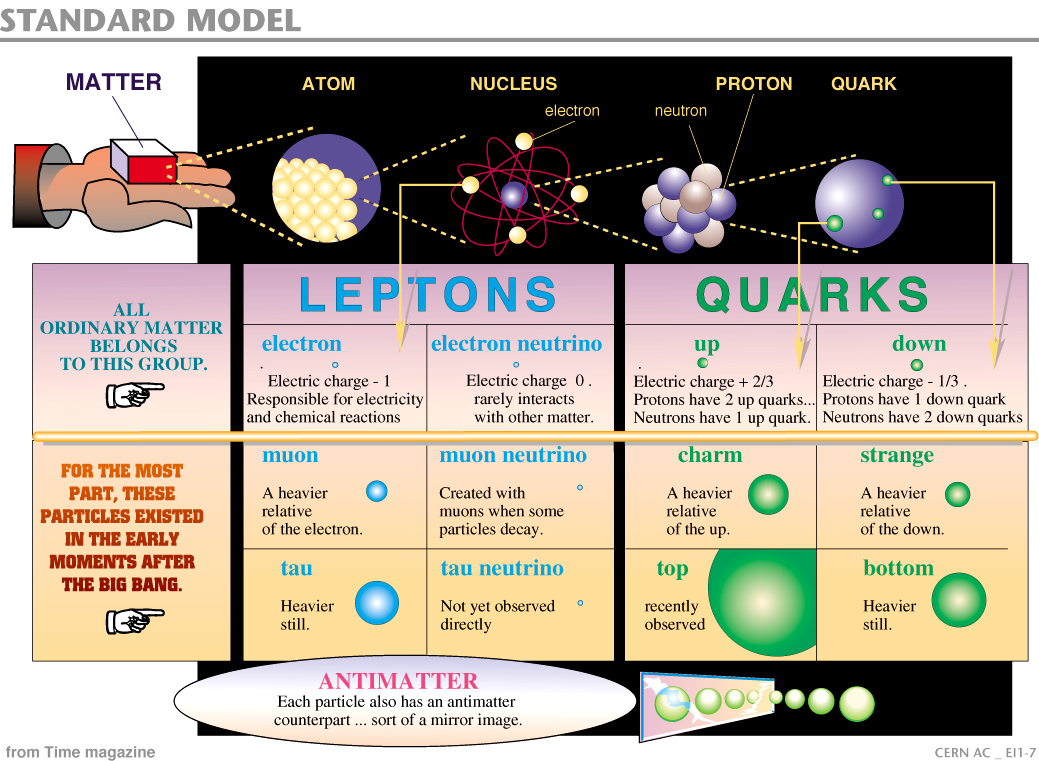 STANDARD MODEL
MATTER
ATOM
NUCLEUS
PROTON
QUARK
electron
neutron
ALL
ORDINARY MATTER
BELONGS
TO THIS GROUP.
LEPTONS
electron
.
Electric charge - 1
Responsible for electricity
and chemical reactions
electron neutrino
Electric charge 0 .
rarely interacts
with other matter.
QUARKS
up
.
Electric charge + 2/3
Protons have 2 up quarks...
Neutrons have 1 up quark.
down
Electric charge - 1/3 .
Protons have 1 down quark
Neutrons have 2 down quarks
FOR THE MOST
PART, THESE
PARTICLES EXISTED
IN THE EARLY
MOMENTS AFTER
THE BIG BANG.
muon
A heavier
relative
of the electron.
muon neutrino
Created with
muons when some
particles decay.
charm
A heavier
relative
of the up.
strange
A heavier
relative
of the down.
tau
Heavier
still.
tau neutrino
Not yet observed
directly
top
recently
observed
bottom
Heavier
still.
ANTIMATTER
Each particle also has an antimatter
counterpart ... sort of a mirror image.
from Time magazine
CERN AC _ EI1-7